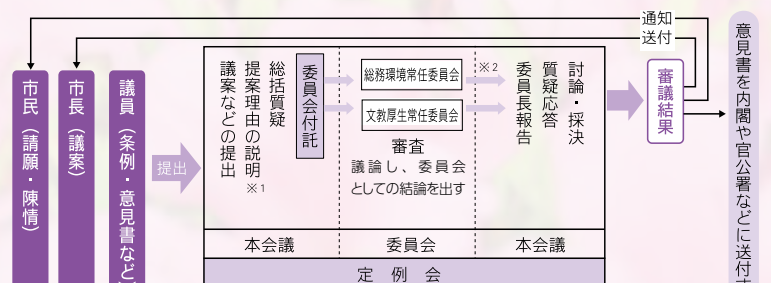 通知
送付
市民（請願・陳情）
市長（議案）
議員（条例・意見書など
提出
議案などの提出
提案理由の説明※1
総括質疑
委員会付託
総務環境常任委員会
文教厚生常任委員会
審査
議論し、委員会
としての結論を出す
※2
委員長報告
質疑応答
討論・採決
審議結果
意見書を内閣や官公署などに送付す
本会議
委員会
本会議
定例会